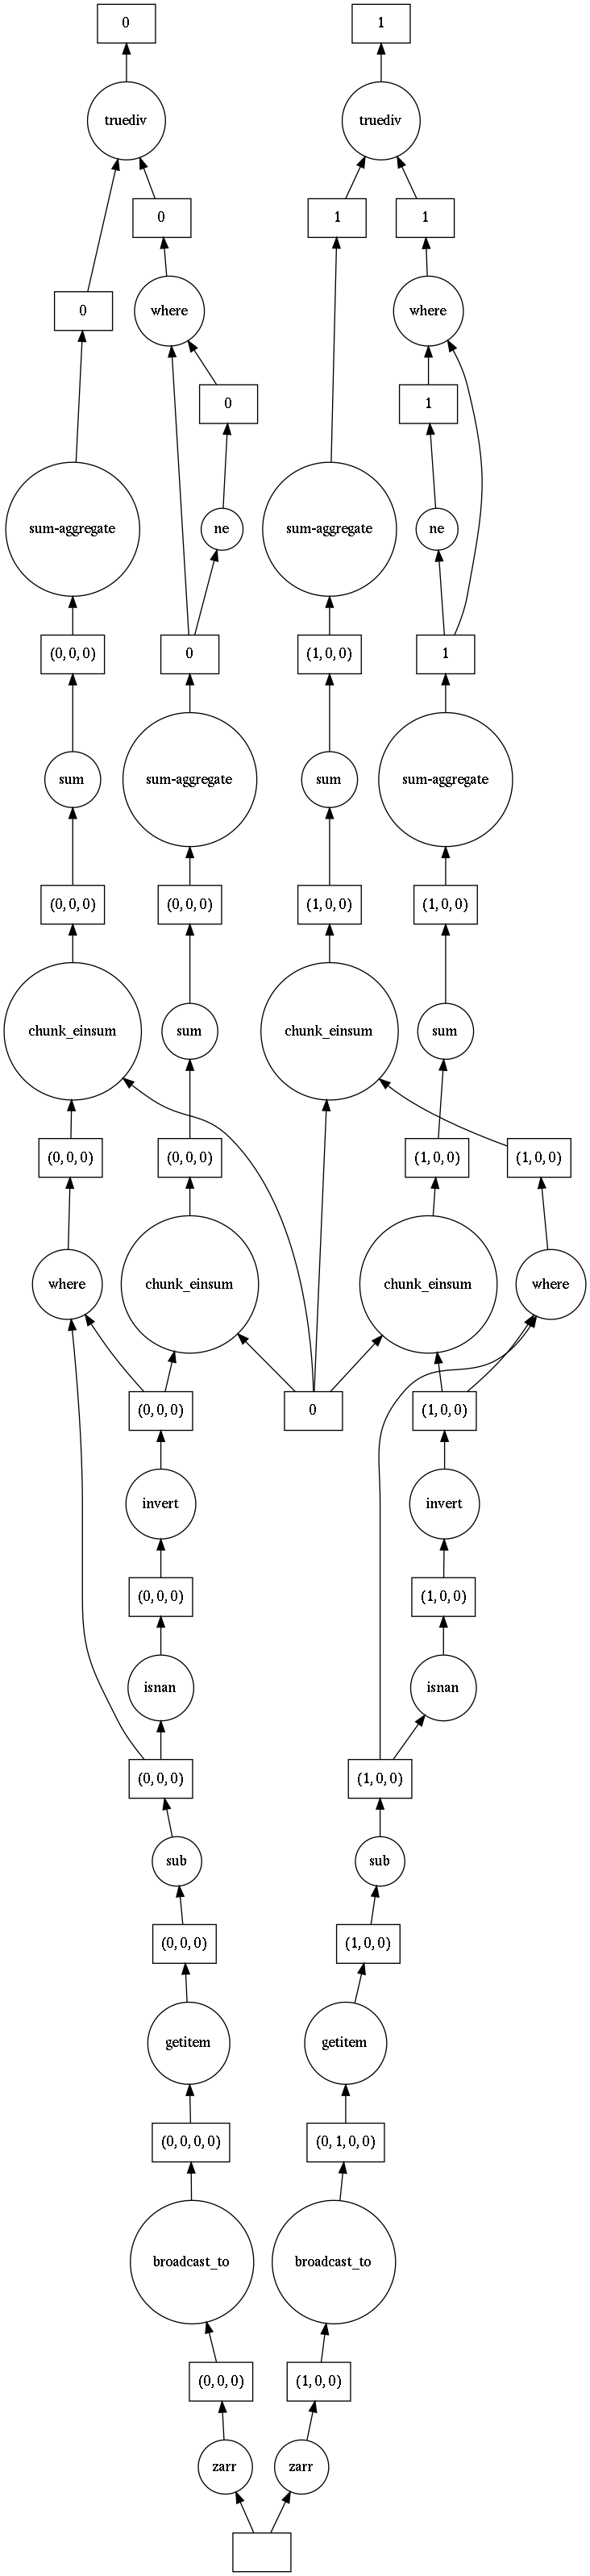 0 1
truediv truediv
0 1 1
0 where where
0 1
sum-aggregate ne sum-aggregate ne
(0, 0, 0) 0 (1, 0, 0) 1
sum sum-aggregate sum sum-aggregate
(0, 0, 0) (0, 0, 0) (1, 0, 0) (1, 0, 0)
chunk_einsum sum chunk_einsum sum
(0, 0, 0) (0, 0, 0) (1, 0, 0) (1, 0, 0)
where chunk_einsum chunk_einsum where
(0, 0, 0) 0 (1, 0, 0)
invert invert
(0, 0, 0) (1, 0, 0)
isnan isnan
(0, 0, 0) (1, 0, 0)
sub sub
(0, 0, 0) (1, 0, 0)
getitem getitem
(0, 0, 0, 0) (0, 1, 0, 0)
broadcast_to broadcast_to
(0, 0, 0) (1, 0, 0)
zarr zarr